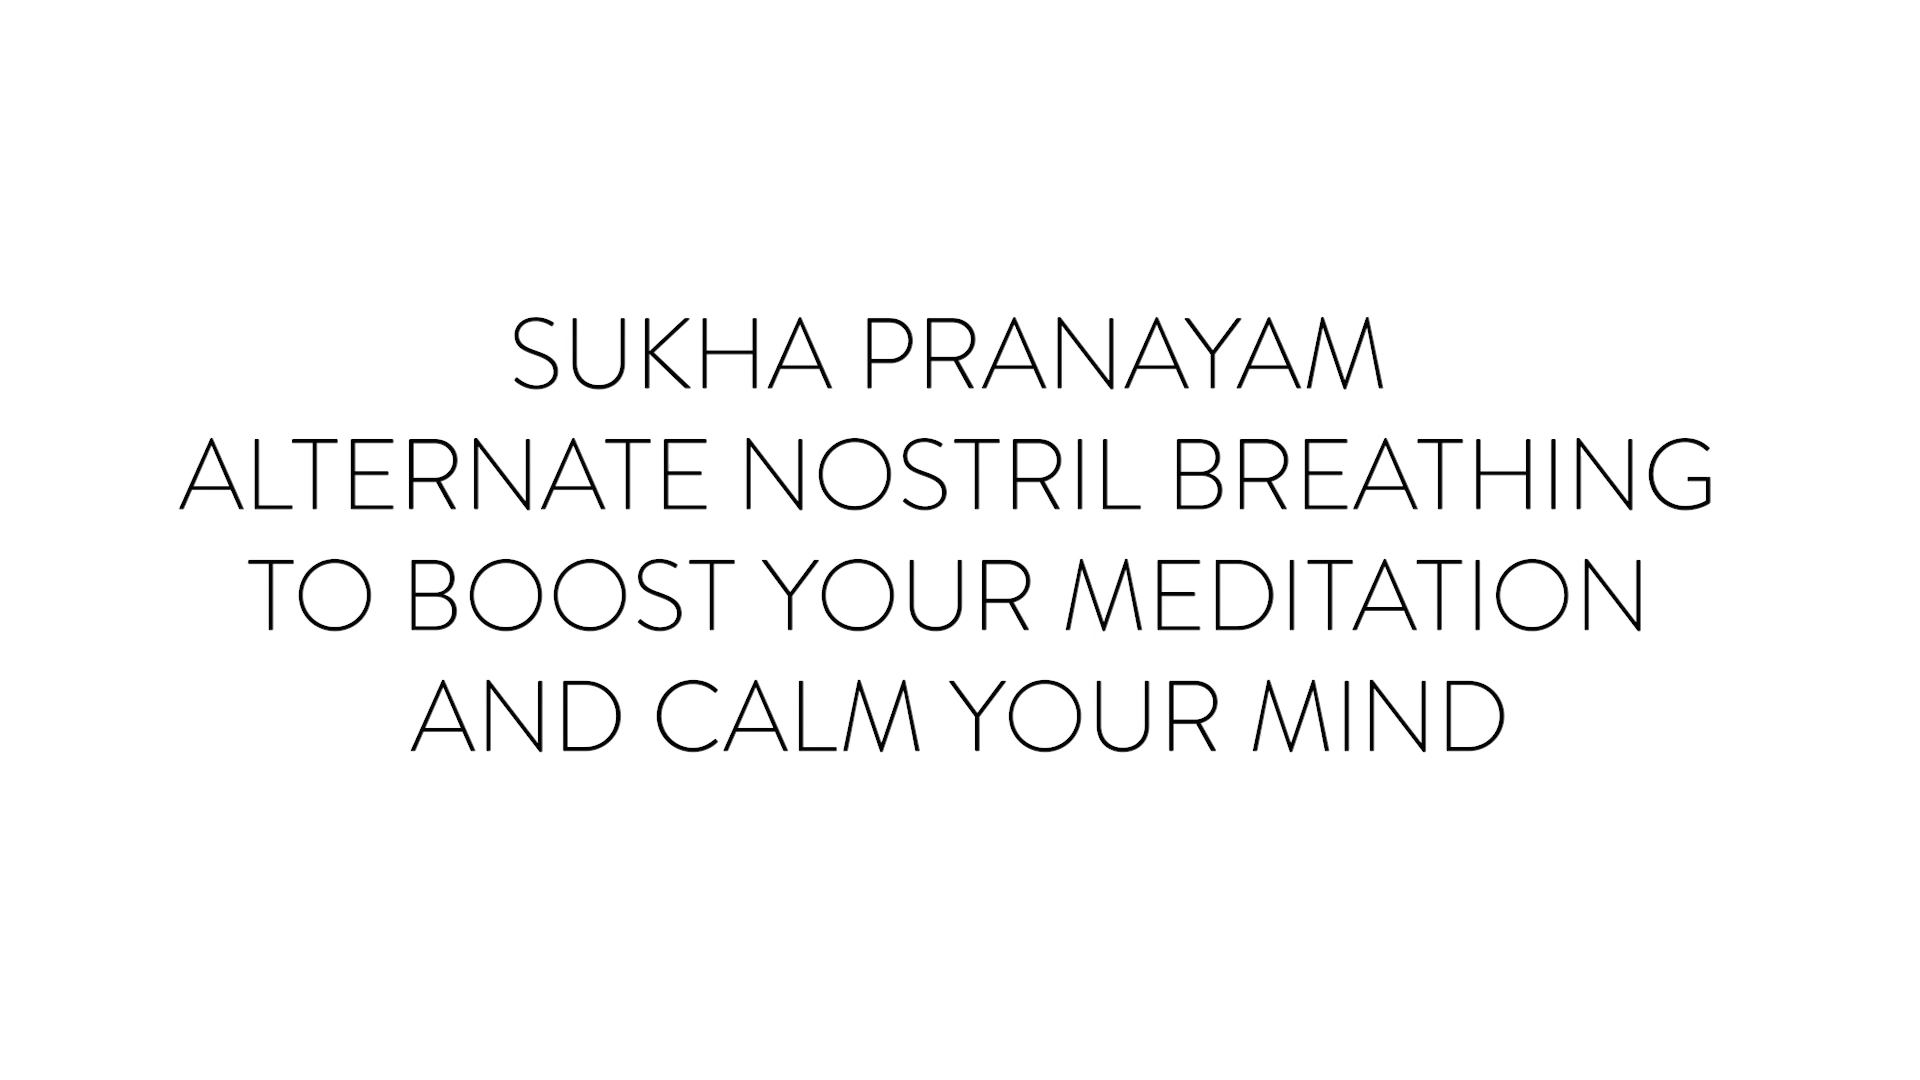 SUKHA PRANAYAM
ALTERNATE NOSTRIL BREATHING
TO BOOST YOUR MEDITATION
AND CALM YOUR MIND